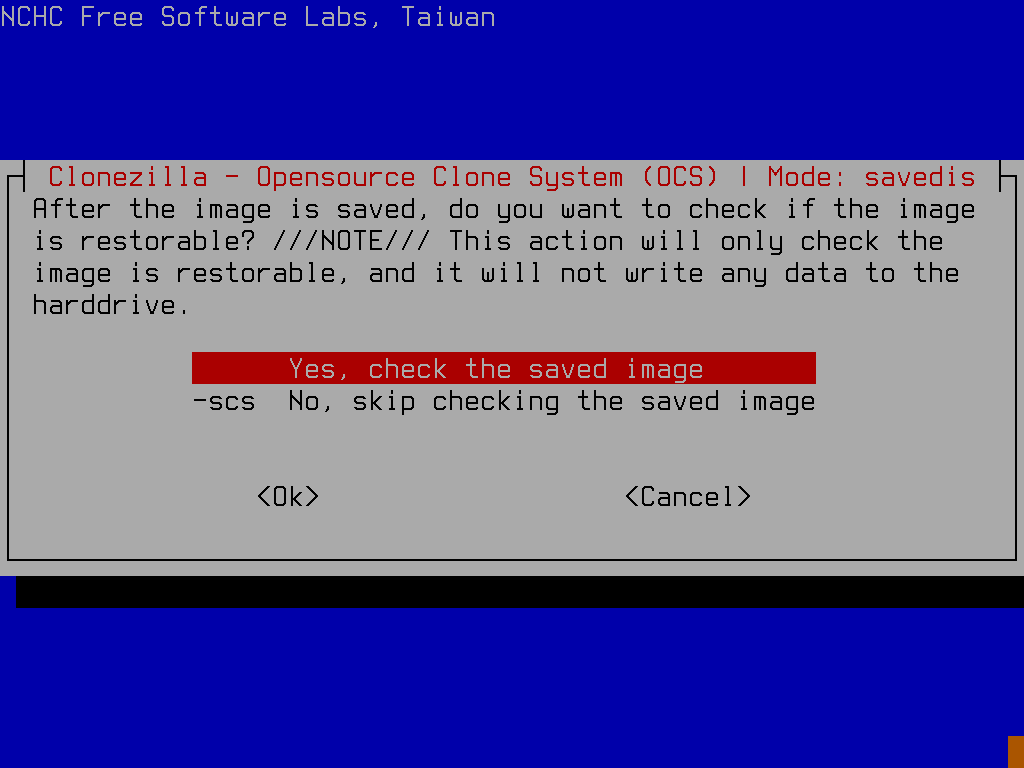 NCHC Free Software Labs, Taiwan
Clonezilla - Opensource Clone System (OCS) | Mode: savedis
After the image is saved, do you want to check if the image
is restorable? ///NOTE/// This action will only check the
image is restorable, and it will not write any data to the
harddrive.
Yes, check the saved image
-scs  No, skip checking the saved image
<Ok> <Cancel>